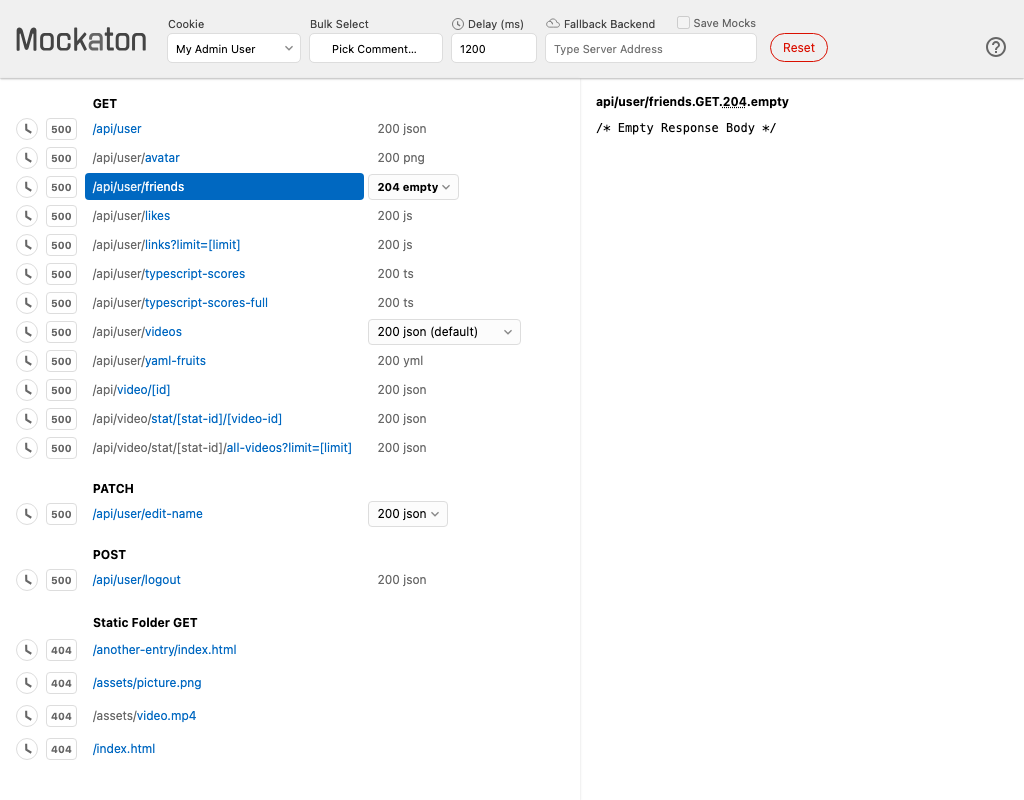 Mockaton
Cookie
My Admin User
Bulk Select
Pick Comment...
Delay (ms)
1200
Fallback Backend
Type Server Address
Save Mocks
Reset
?
GET
500 /api/user 200 json
500 /api/user/avatar 200 png
500 /api/user/friends 204 empty
500 /api/user/likes 200 js
500 /api/user/links?limit=[limit] 200 js
500 /api/user/typescript-scores 200 ts
500 /api/user/typescript-scores-full 200 ts
500 /api/user/videos 200 json (default)
500 /api/user/yaml-fruits 200 yml
500 /api/video/[id] 200 json
500 /api/video/stat/[stat-id]/[video-id] 200 json
500 /api/video/stat/[stat-id]/all-videos?limit=[limit] 200 json
PATCH
500 /api/user/edit-name 200 json
POST
500 /api/user/logout 200 json
Static Folder GET
404 /another-entry/index.html
404 /assets/picture.png
404 /assets/video.mp4
404 /index.html
api/user/friends.GET.204.empty
/* Empty Response Body */